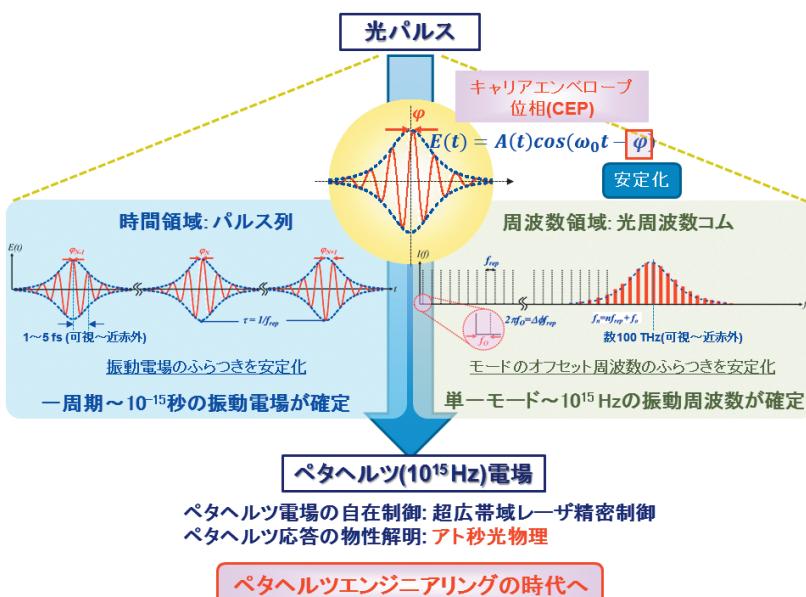 光パルス
キャリアエンベロープ
位相(CEP)
φ
E(t) = A(t)cos(ω₀t − φ)
安定化
時間領域: パルス列
周波数領域: 光周波数コム
E(t)
φN-1
φN
φN+1
t
τ = 1/frep
1～5 fs (可視～近赤外)
I(f)
frep
2πfO=Δφfrep
fn=nfrep+fo
f
fO
数100 THz(可視～近赤外)
振動電場のふらつきを安定化
モードのオフセット周波数のふらつきを安定化
一周期～10⁻¹⁵秒の振動電場が確定
単一モード～10¹⁵ Hzの振動周波数が確定
ペタヘルツ(10¹⁵ Hz)電場
ペタヘルツ電場の自在制御: 超広帯域レーザ精密制御
ペタヘルツ応答の物性解明: アト秒光物理
ペタヘルツエンジニアリングの時代へ